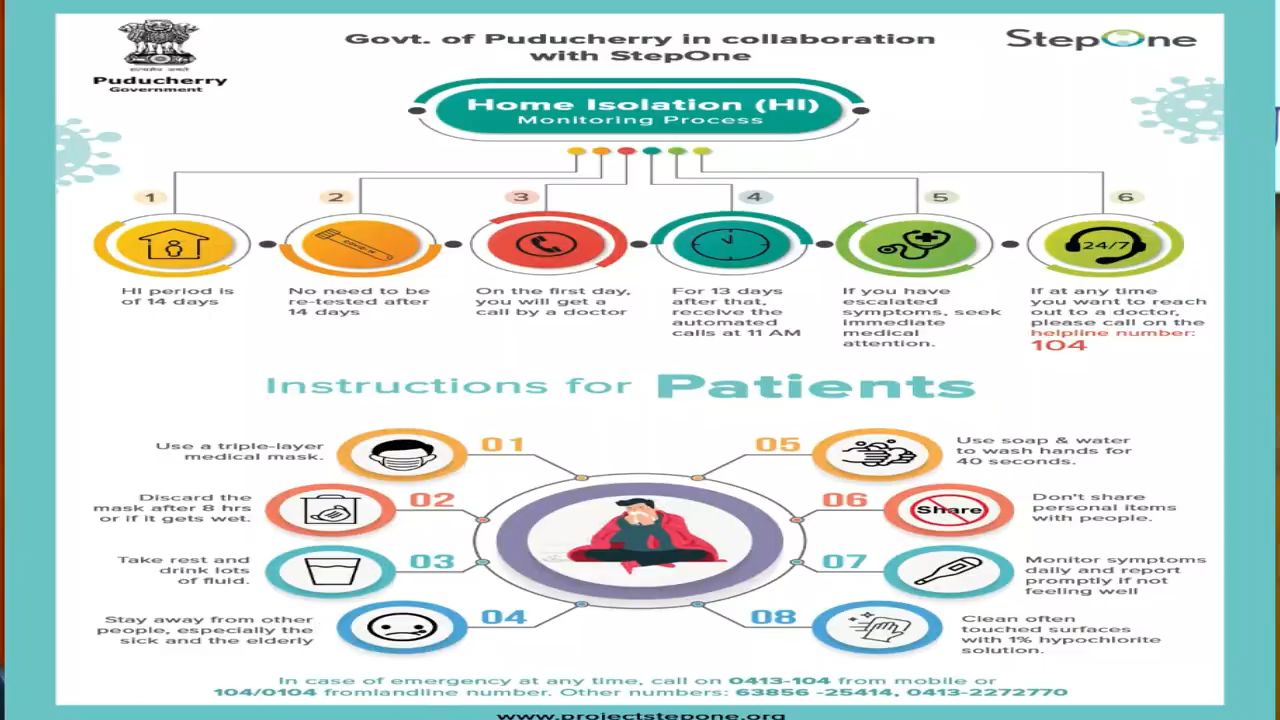 Govt. of Puducherry in collaboration
with StepOne
StepOne
Puducherry
Government
Home Isolation (HI)
Monitoring Process
1
2
3
4
5
6
COVID-19
24/7
HI period is
of 14 days
No need to be
re-tested after
14 days
On the first day,
you will get a
call by a doctor
For 13 days
after that,
receive the
automated
calls at 11 AM
If you have
escalated
symptoms, seek
immediate
medical
attention.
If at any time
you want to reach
out to a doctor,
please call on the
helpline number:
104
Instructions for Patients
01
Use a triple-layer
medical mask.
02
Discard the
mask after 8 hrs
or if it gets wet.
03
Take rest and
drink lots
of fluid.
04
Stay away from other
people, especially the
sick and the elderly
05
Use soap & water
to wash hands for
40 seconds.
06
Share
Don't share
personal items
with people.
07
Monitor symptoms
daily and report
promptly if not
feeling well
08
Clean often
touched surfaces
with 1% hypochlorite
solution.
In case of emergency at any time, call on 0413-104 from mobile or
104/0104 fromlandline number. Other numbers: 63856 -25414, 0413-2272770
www.projectstepone.org